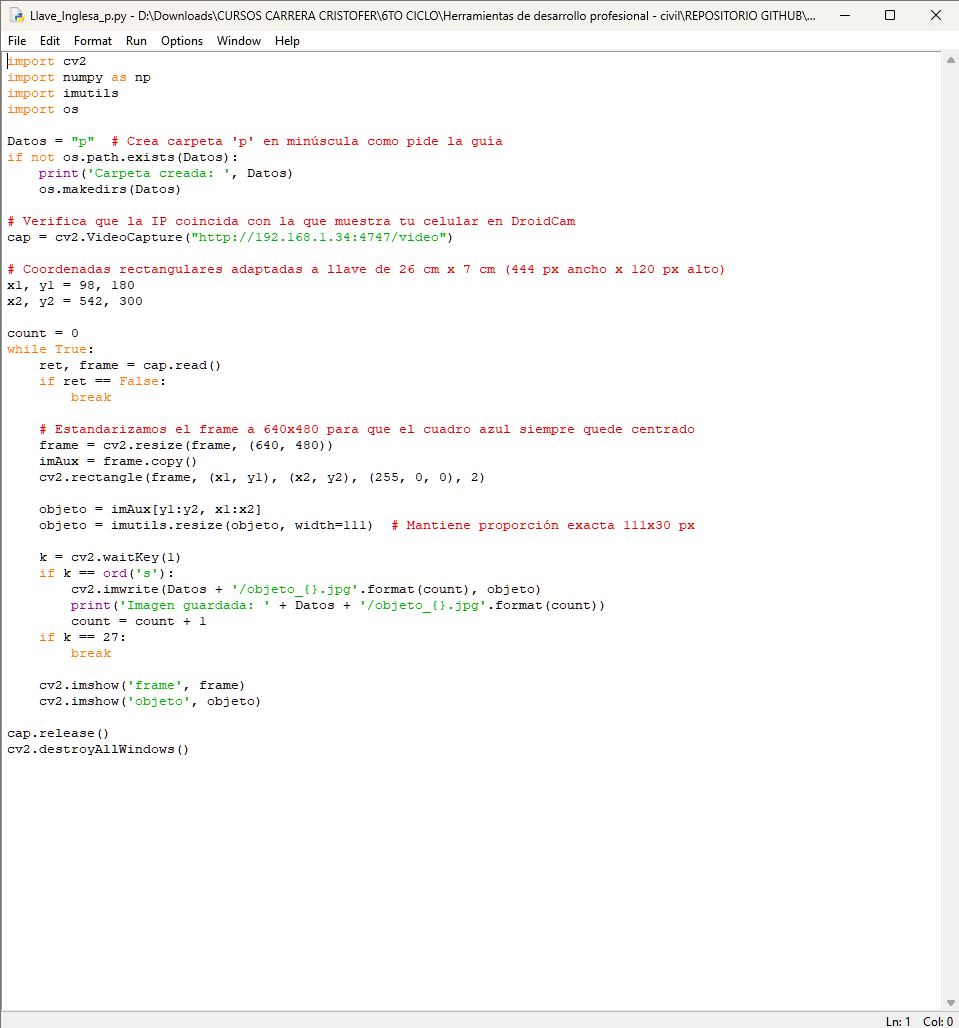 Llave_Inglesa_p.py - D:\Downloads\CURSOS CARRERA CRISTOFER\6TO CICLO\Herramientas de desarrollo profesional - civil\REPOSITORIO GITHUB\...
File Edit Format Run Options Window Help
import cv2
import numpy as np
import imutils
import os

Datos = "p"  # Crea carpeta 'p' en minúscula como pide la guía
if not os.path.exists(Datos):
    print('Carpeta creada: ', Datos)
    os.makedirs(Datos)

# Verifica que la IP coincida con la que muestra tu celular en DroidCam
cap = cv2.VideoCapture("http://192.168.1.34:4747/video")

# Coordenadas rectangulares adaptadas a llave de 26 cm x 7 cm (444 px ancho x 120 px alto)
x1, y1 = 98, 180
x2, y2 = 542, 300

count = 0
while True:
    ret, frame = cap.read()
    if ret == False:
        break

    # Estandarizamos el frame a 640x480 para que el cuadro azul siempre quede centrado
    frame = cv2.resize(frame, (640, 480))
    imAux = frame.copy()
    cv2.rectangle(frame, (x1, y1), (x2, y2), (255, 0, 0), 2)

    objeto = imAux[y1:y2, x1:x2]
    objeto = imutils.resize(objeto, width=111)  # Mantiene proporción exacta 111x30 px

    k = cv2.waitKey(1)
    if k == ord('s'):
        cv2.imwrite(Datos + '/objeto_{}.jpg'.format(count), objeto)
        print('Imagen guardada: ' + Datos + '/objeto_{}.jpg'.format(count))
        count = count + 1
    if k == 27:
        break

    cv2.imshow('frame', frame)
    cv2.imshow('objeto', objeto)

cap.release()
cv2.destroyAllWindows()
Ln: 1 Col: 0